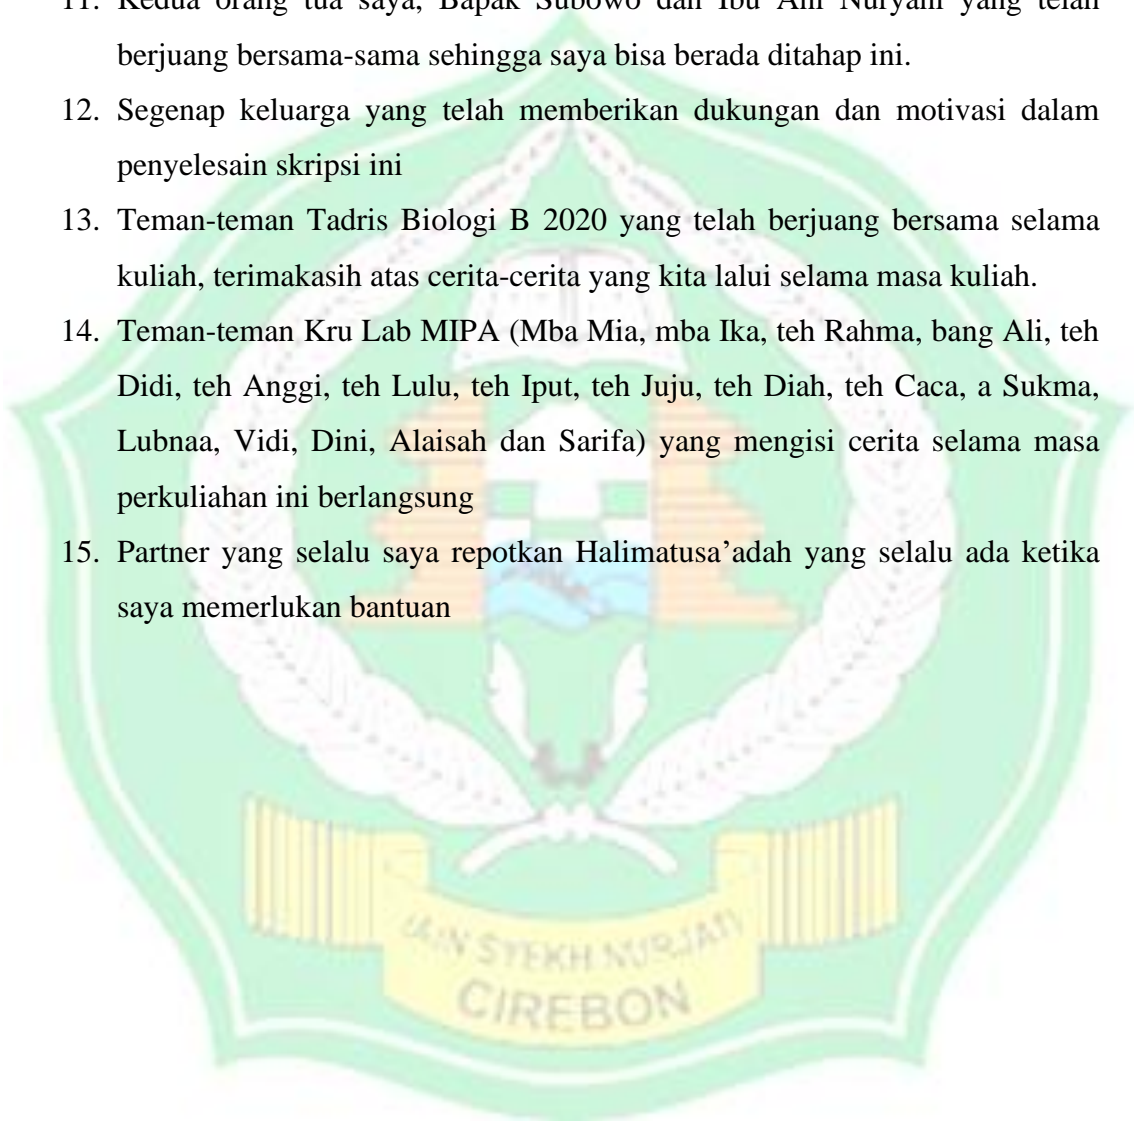 11. Kedua orang tua saya, Bapak Subowo dan Ibu Ani Nuryani yang telah
berjuang bersama-sama sehingga saya bisa berada ditahap ini.
12. Segenap keluarga yang telah memberikan dukungan dan motivasi dalam
penyelesain skripsi ini
13. Teman-teman Tadris Biologi B 2020 yang telah berjuang bersama selama
kuliah, terimakasih atas cerita-cerita yang kita lalui selama masa kuliah.
14. Teman-teman Kru Lab MIPA (Mba Mia, mba Ika, teh Rahma, bang Ali, teh
Didi, teh Anggi, teh Lulu, teh Iput, teh Juju, teh Diah, teh Caca, a Sukma,
Lubnaa, Vidi, Dini, Alaisah dan Sarifa) yang mengisi cerita selama masa
perkuliahan ini berlangsung
15. Partner yang selalu saya repotkan Halimatusa’adah yang selalu ada ketika
saya memerlukan bantuan
IAIN SYEKH NURJATI
CIREBON